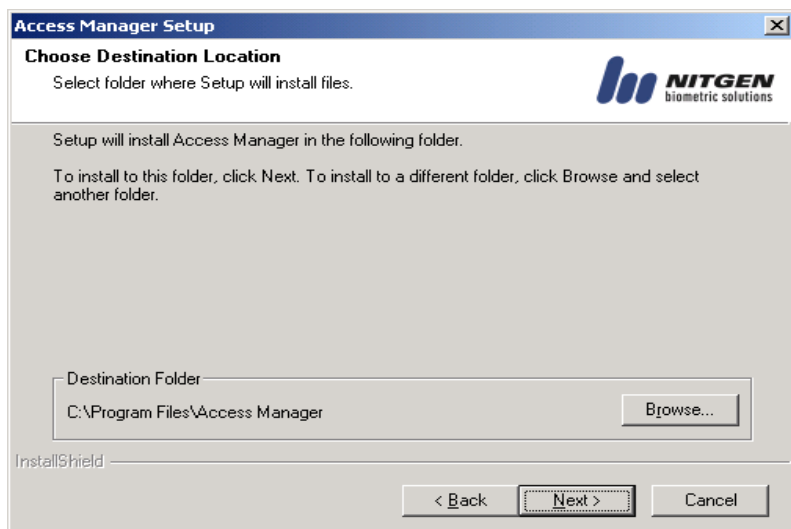 Access Manager Setup
Choose Destination Location
Select folder where Setup will install files.
NITGEN
biometric solutions
Setup will install Access Manager in the following folder.
To install to this folder, click Next. To install to a different folder, click Browse and select
another folder.
Destination Folder
C:\Program Files\Access Manager
Browse...
InstallShield
< Back
Next >
Cancel